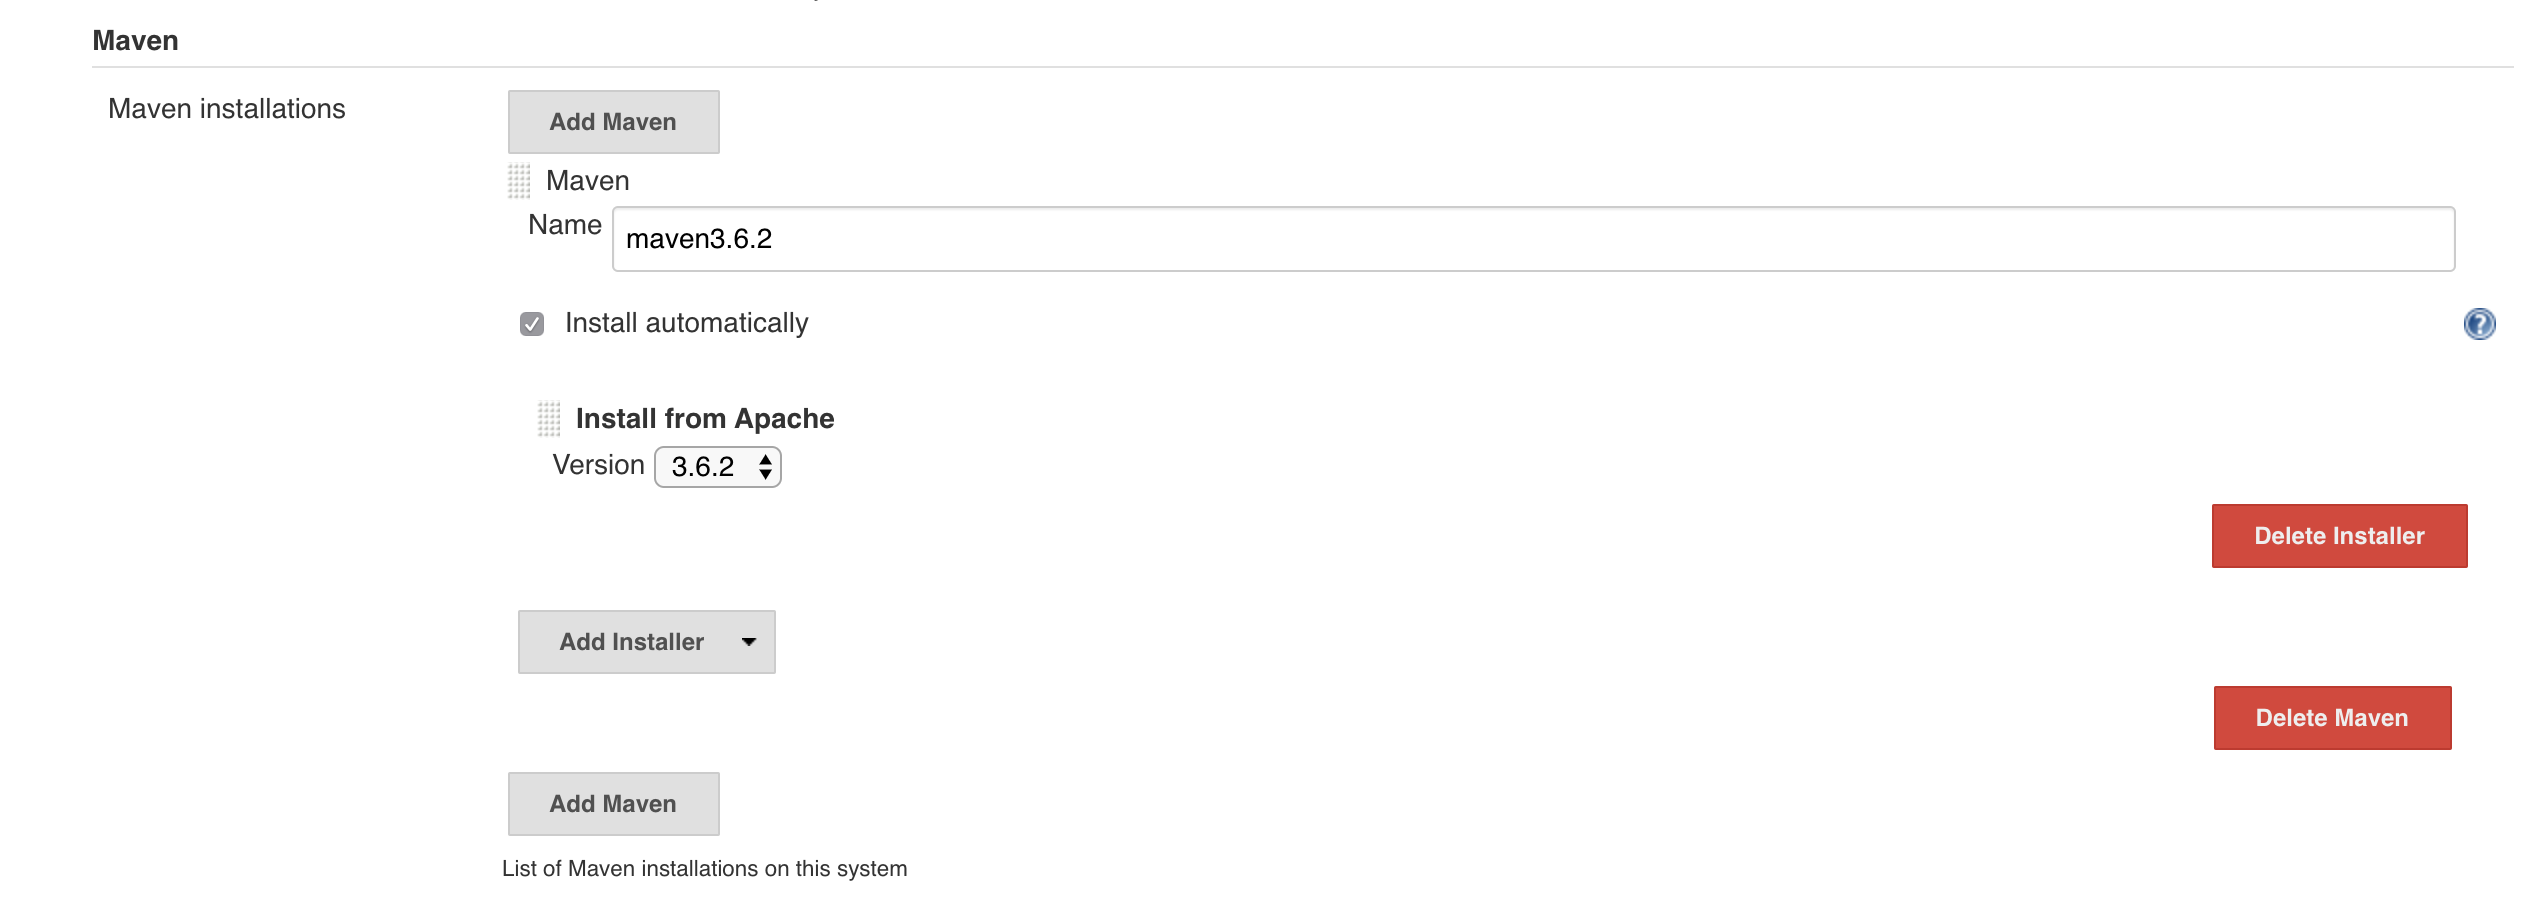 Maven
Maven installations
Add Maven
Maven
Name maven3.6.2
Install automatically
?
Install from Apache
Version 3.6.2
Delete Installer
Add Installer
Delete Maven
Add Maven
List of Maven installations on this system